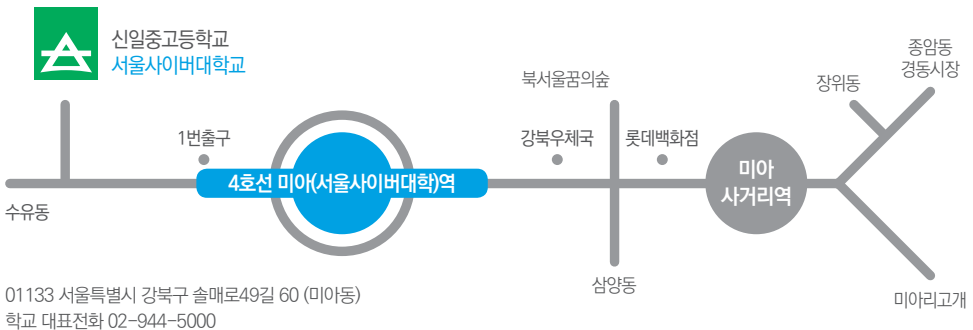 신일중고등학교
서울사이버대학교
종암동
경동시장
북서울꿈의숲
장위동
1번출구
강북우체국
롯데백화점
4호선 미아(서울사이버대학)역
미아
사거리역
수유동
삼양동
미아리고개
01133 서울특별시 강북구 솔매로49길 60 (미아동)
학교 대표전화 02-944-5000